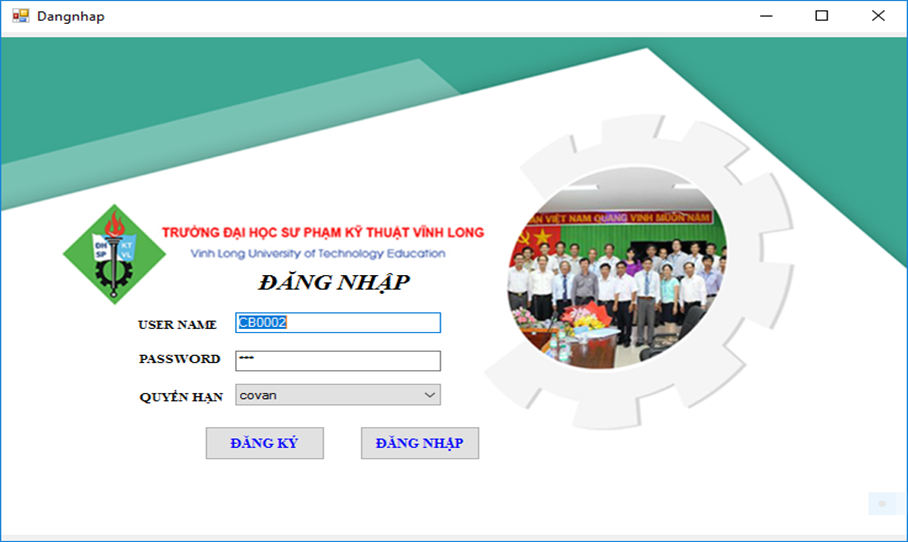 Dangnhap
ĐH KT
SP VL
TRƯỜNG ĐẠI HỌC SƯ PHẠM KỸ THUẬT VĨNH LONG
Vinh Long University of Technology Education
ĐĂNG NHẬP
USER NAME CB0002
PASSWORD ---
QUYỀN HẠN covan
ĐĂNG KÝ ĐĂNG NHẬP
VIỆT NAM QUANG VINH MUÔN NĂM